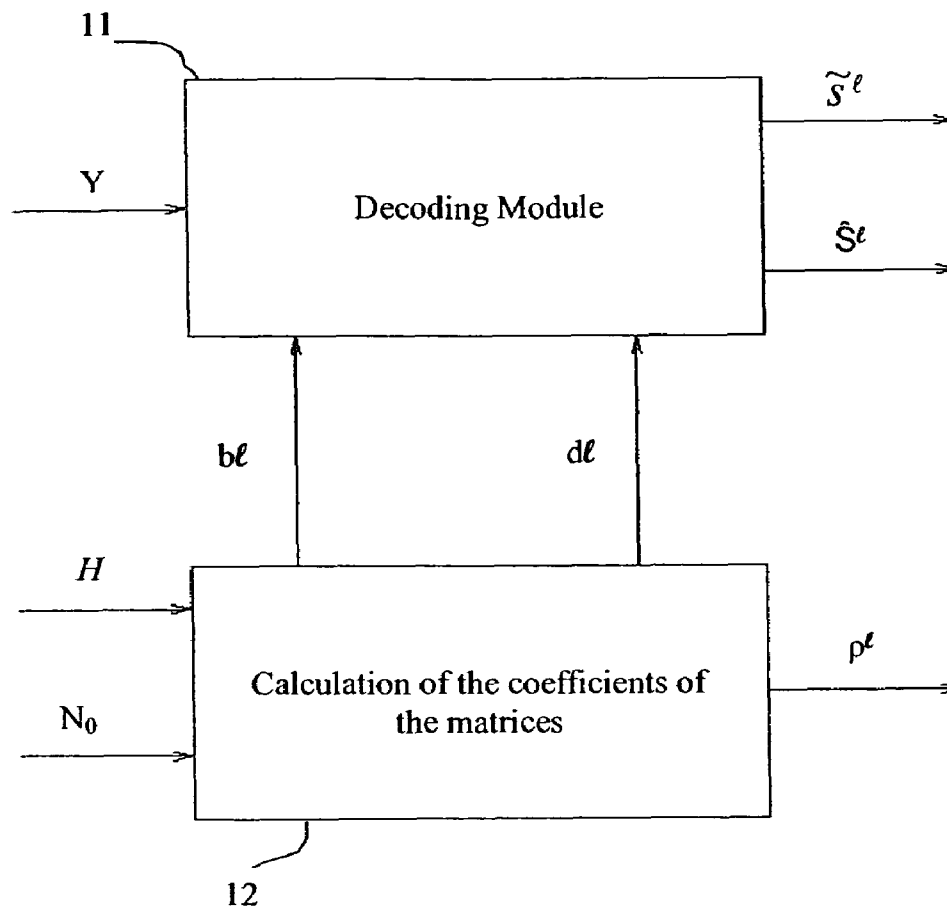 11
s̃ ℓ
Y
Decoding Module
Ŝℓ
bℓ
dℓ
H
ρℓ
Calculation of the coefficients of
the matrices
N₀
12